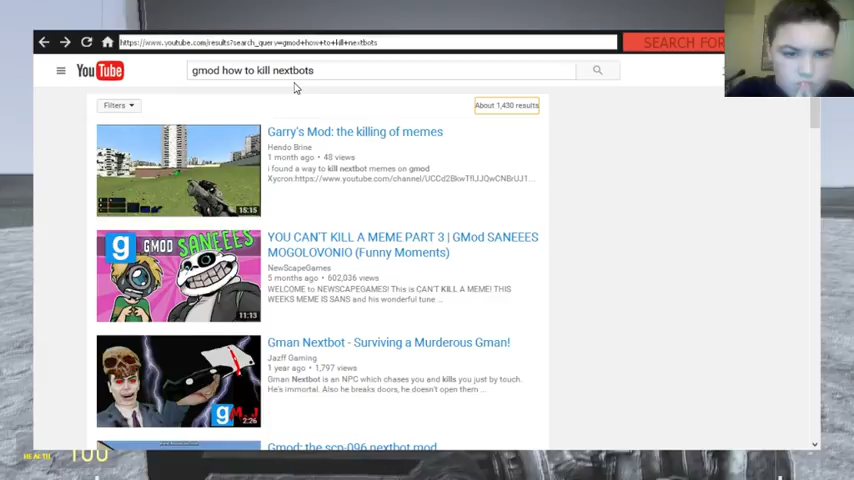 https://www.youtube.com/results?search_query=gmod+how+to+kill+nextbots
SEARCH FOR
YouTube
gmod how to kill nextbots
Filters
About 1,430 results
Garry's Mod: the killing of memes
Hendo Brine
1 month ago • 48 views
i found a way to kill nextbot memes on gmod
15:15
YOU CAN'T KILL A MEME PART 3 | GMod SANEEES
MOGOLOVONIO (Funny Moments)
NewScapeGames
5 months ago • 602,036 views
WELCOME to NEWSCAPEGAMES! This is CAN'T KILL A MEME! THIS
WEEKS MEME IS SANS and his wonderful tune ...
g GMOD SANEEES
11:13
Gman Nextbot - Surviving a Murderous Gman!
Jazff Gaming
1 year ago • 1,797 views
Gman Nextbot is an NPC which chases you and kills you just by touch.
He's immortal. Also he breaks doors, he doesn't open them ...
g
2:26
Gmod: the scp-096 nextbot mod
HEALTH 100